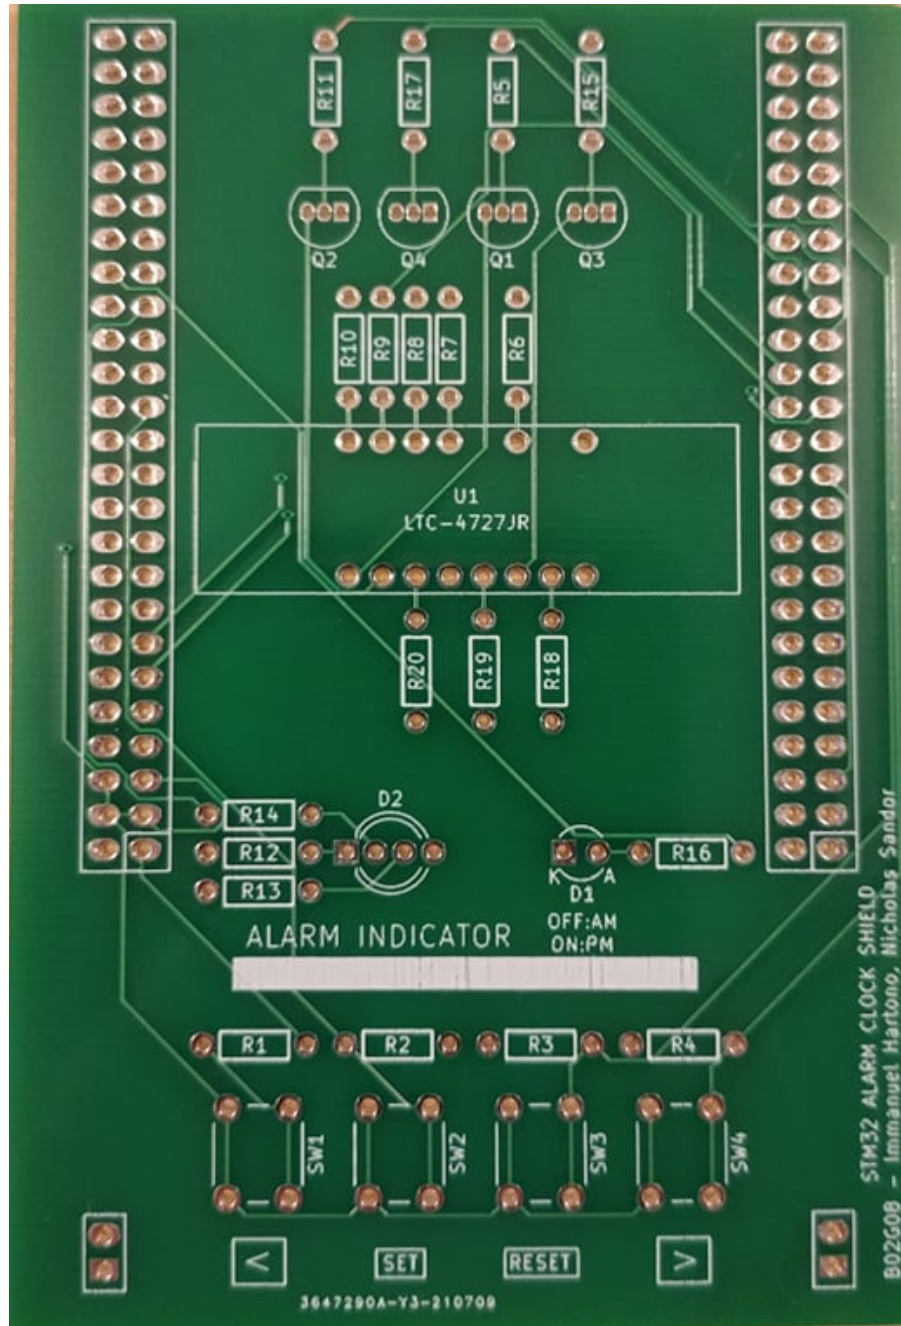 R11 R17 R5 R15
Q2 Q4 Q1 Q3
R10 R9 R8 R7 R6
U1
LTC-4727JR
R20 R19 R18
D2
R14
R12
R13
R16
K A
D1
OFF:AM
ON:PM
ALARM INDICATOR
R1 R2 R3 R4
SW1 SW2 SW3 SW4
< SET RESET >
3647290A-Y3-210709
STM32 ALARM CLOCK SHIELD
B02G08 - Immanuel Hartono, Nicholas Sandor